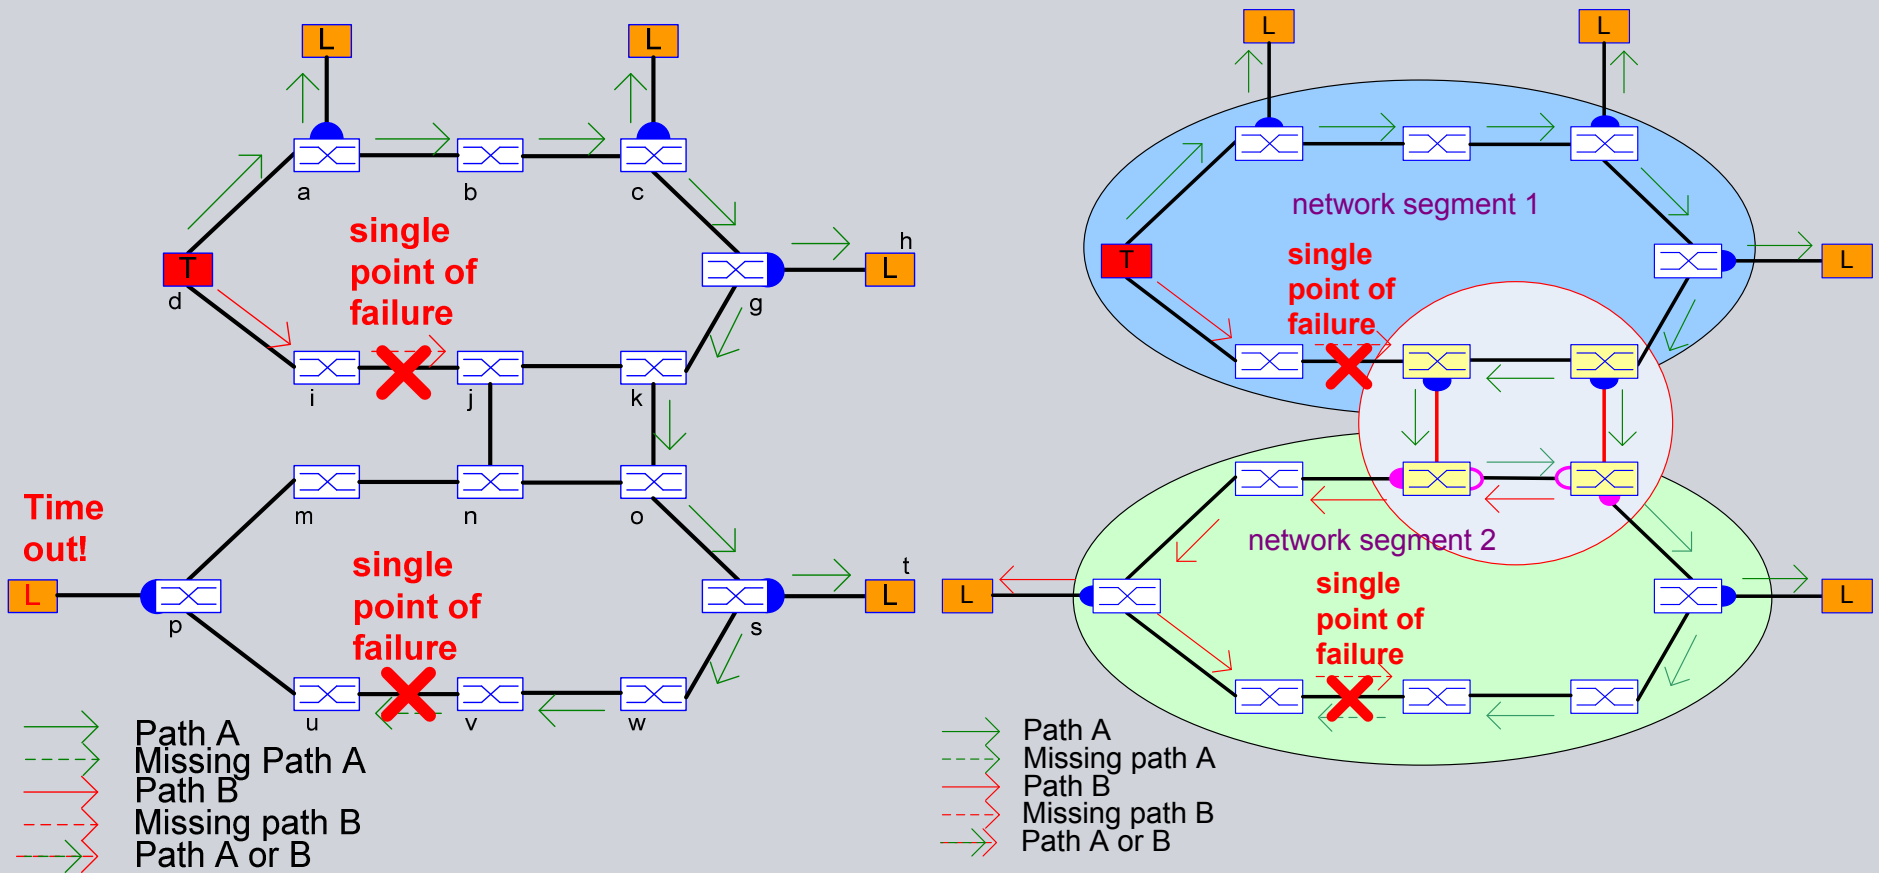 L
L
a
b
c
single
point of
failure
h
T
L
d
g
i
j
k
m
n
o
Time
out!
single
point of
failure
t
L
L
p
s
u
v
w
Path A
Missing Path A
Path B
Missing path B
Path A or B
L
L
network segment 1
single
point of
failure
T
L
network segment 2
single
point of
failure
L
L
Path A
Missing path A
Path B
Missing path B
Path A or B